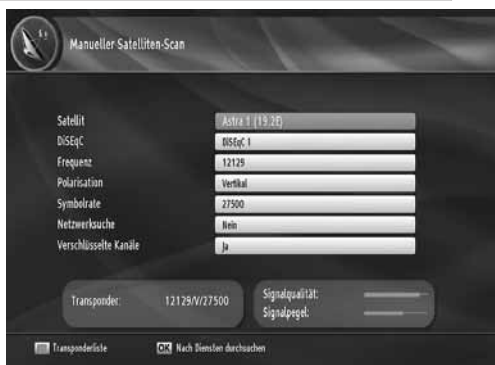 Manueller Satelliten-Scan
Satellit Astra 1 (19.2E)
DiSEqC DiSEqC 1
Frequenz 12129
Polarisation Vertikal
Symbolrate 27500
Netzwerksuche Nein
Verschlüsselte Kanäle Ja
Transponder: 12129/V/27500
Signalqualität:
Signalpegel:
Transponderliste OK Nach Diensten durchsuchen